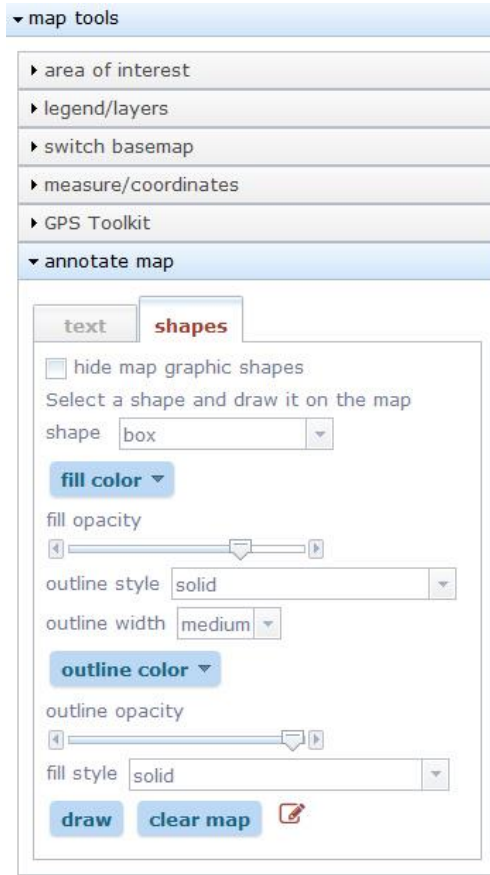 map tools
area of interest
legend/layers
switch basemap
measure/coordinates
GPS Toolkit
annotate map
text shapes
hide map graphic shapes
Select a shape and draw it on the map
shape box
fill color
fill opacity
outline style solid
outline width medium
outline color
outline opacity
fill style solid
draw clear map